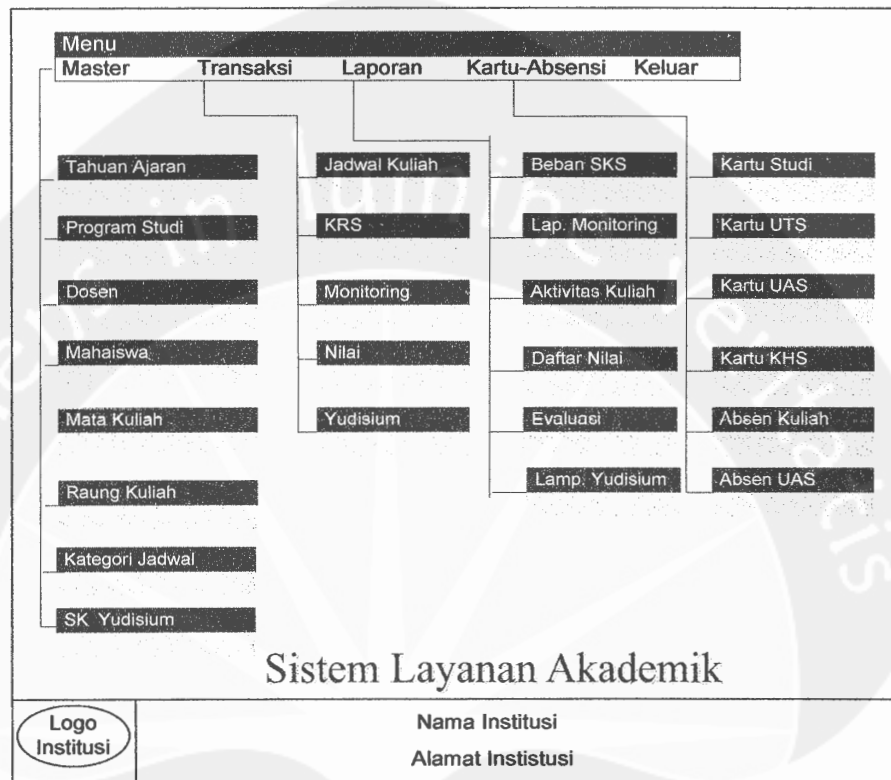 Menu
Master Transaksi Laporan Kartu-Absensi Keluar
Tahuan Ajaran
Program Studi
Dosen
Mahaiswa
Mata Kuliah
Raung Kuliah
Kategori Jadwal
SK Yudisium
Jadwal Kuliah
KRS
Monitoring
Nilai
Yudisium
Beban SKS
Lap. Monitoring
Aktivitas Kuliah
Daftar Nilai
Evaluasi
Lamp. Yudisium
Kartu Studi
Kartu UTS
Kartu UAS
Kartu KHS
Absen Kuliah
Absen UAS
Sistem Layanan Akademik
Logo
Institusi
Nama Institusi
Alamat Instistusi
in lumine veritatis